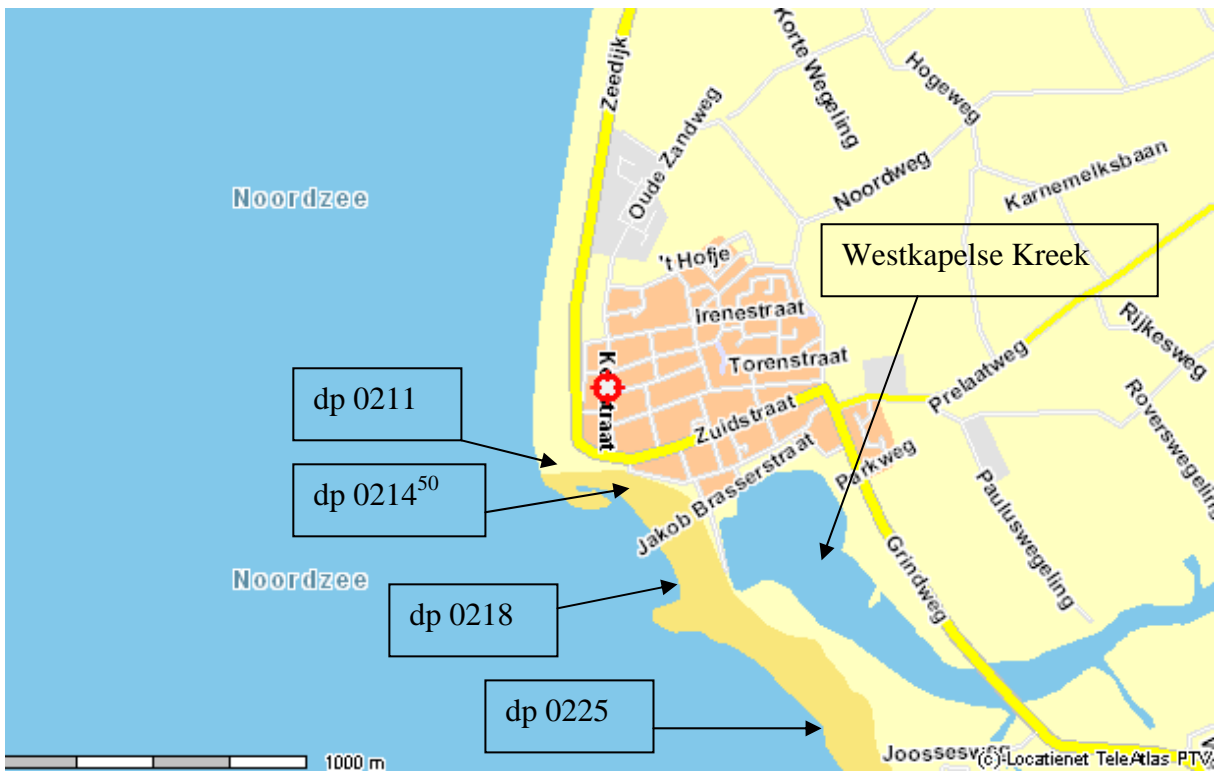 Zeedijk
Korte Wegeling
Hogeweg
Oude Zandweg
Noordweg
Karnemelksbaan
Noordzee
Westkapelse Kreek
't Hofje
Irenestraat
Rijkesweg
Torenstraat
Prelaatweg
dp 0211
Zuidstraat
Roverswegeling
Parkweg
dp 0214⁵⁰
Jakob Brasserstraat
Pauluswegeling
Noordzee
Grindweg
dp 0218
dp 0225
Joossesweg
1000 m
(c)-Locatienet TeleAtlas PTV